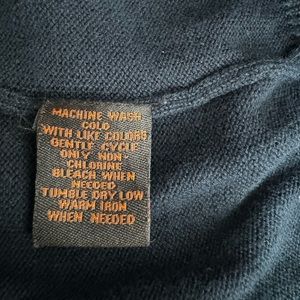 MACHINE WASH
COLD
WITH LIKE COLORS
GENTLE CYCLE
ONLY NON-
CHLORINE
BLEACH WHEN
NEEDED
TUMBLE DRY LOW
WARM IRON
WHEN NEEDED